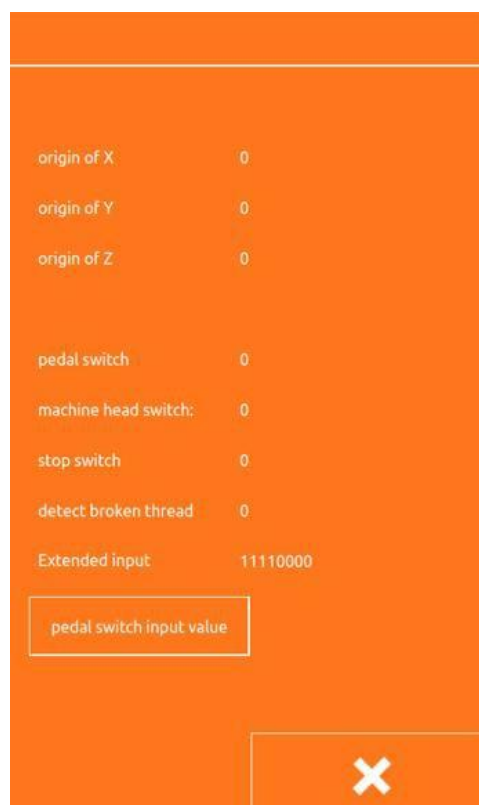 origin of X 0
origin of Y 0
origin of Z 0
pedal switch 0
machine head switch: 0
stop switch 0
detect broken thread 0
Extended input 11110000
pedal switch input value